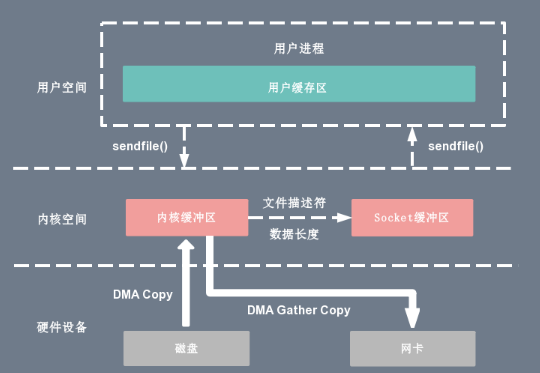 用户进程
用户空间
用户缓存区
sendfile()
sendfile()
文件描述符
内核空间
内核缓冲区
Socket缓冲区
数据长度
DMA Copy
DMA Gather Copy
硬件设备
磁盘
网卡